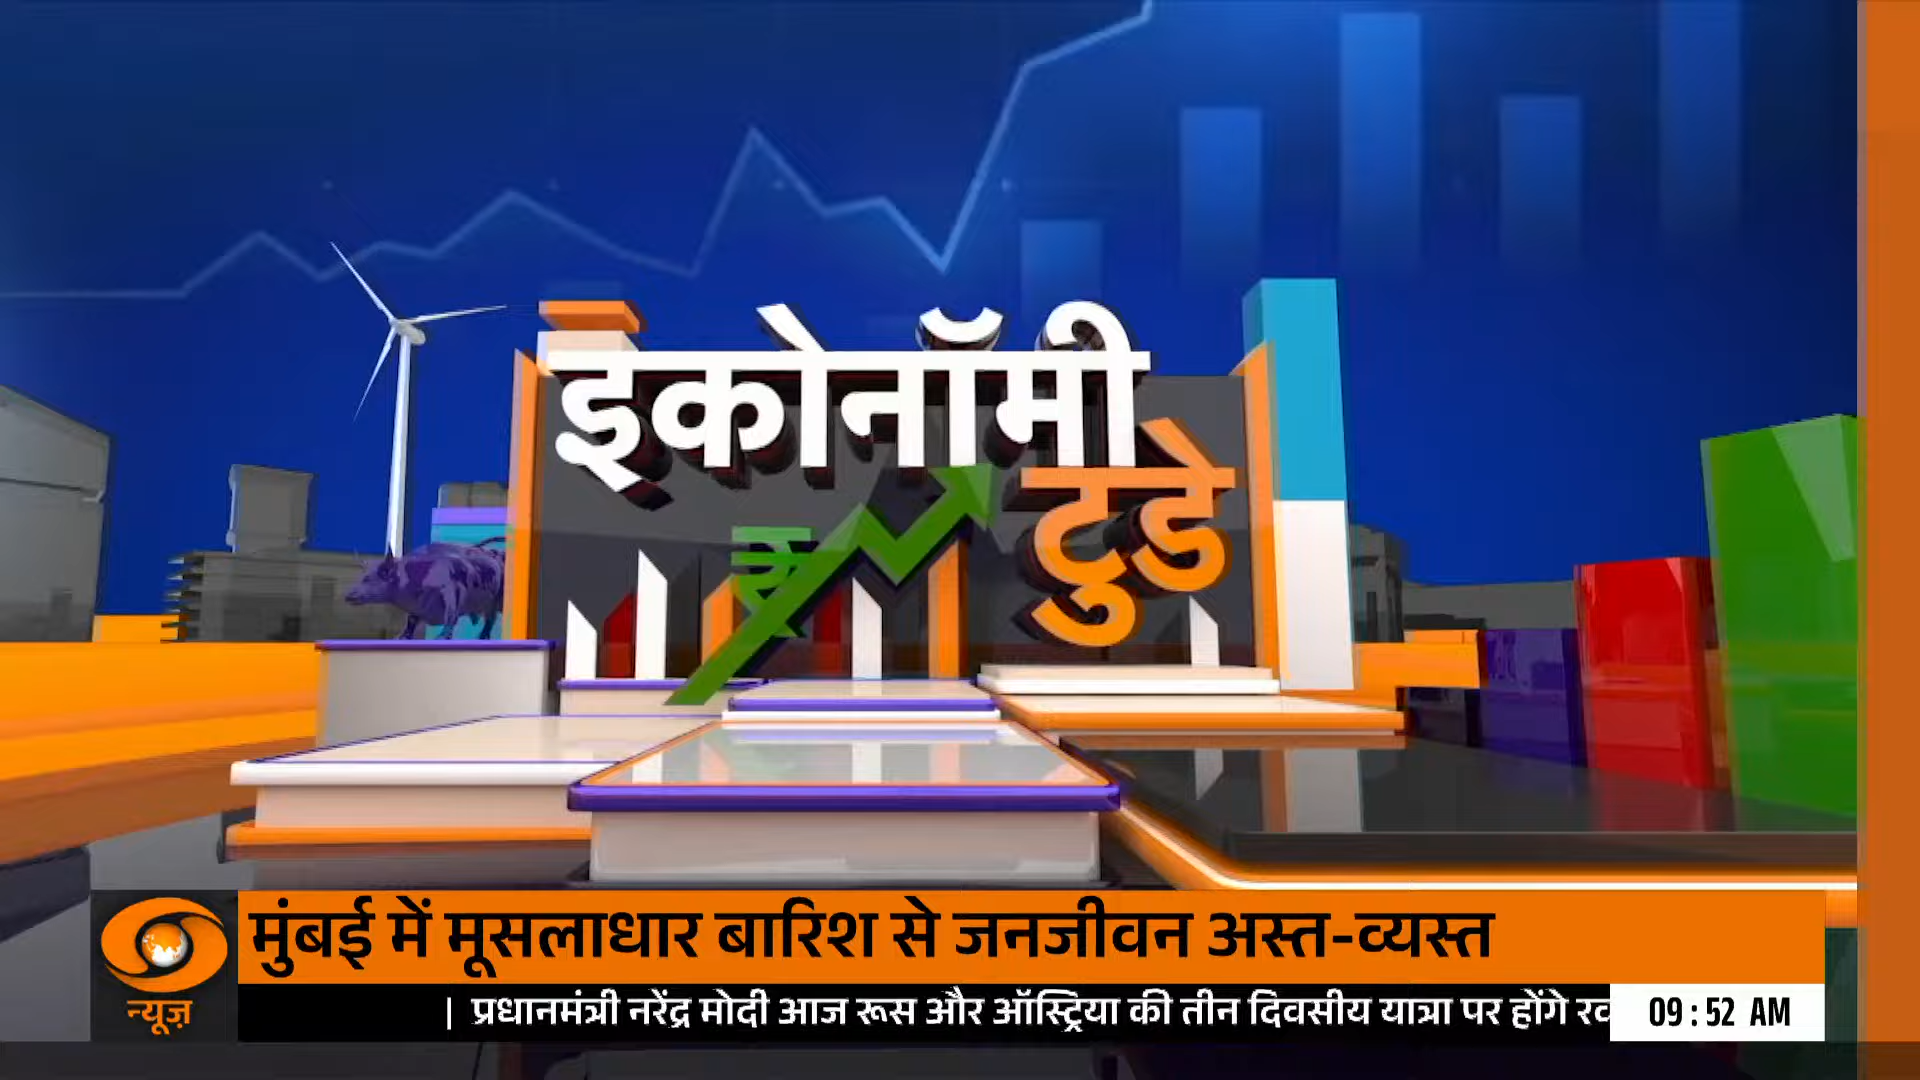 इकोनॉमी
टुडे
मुंबई में मूसलाधार बारिश से जनजीवन अस्त-व्यस्त
न्यूज़
| प्रधानमंत्री नरेंद्र मोदी आज रूस और ऑस्ट्रिया की तीन दिवसीय यात्रा पर होंगे
09:52 AM